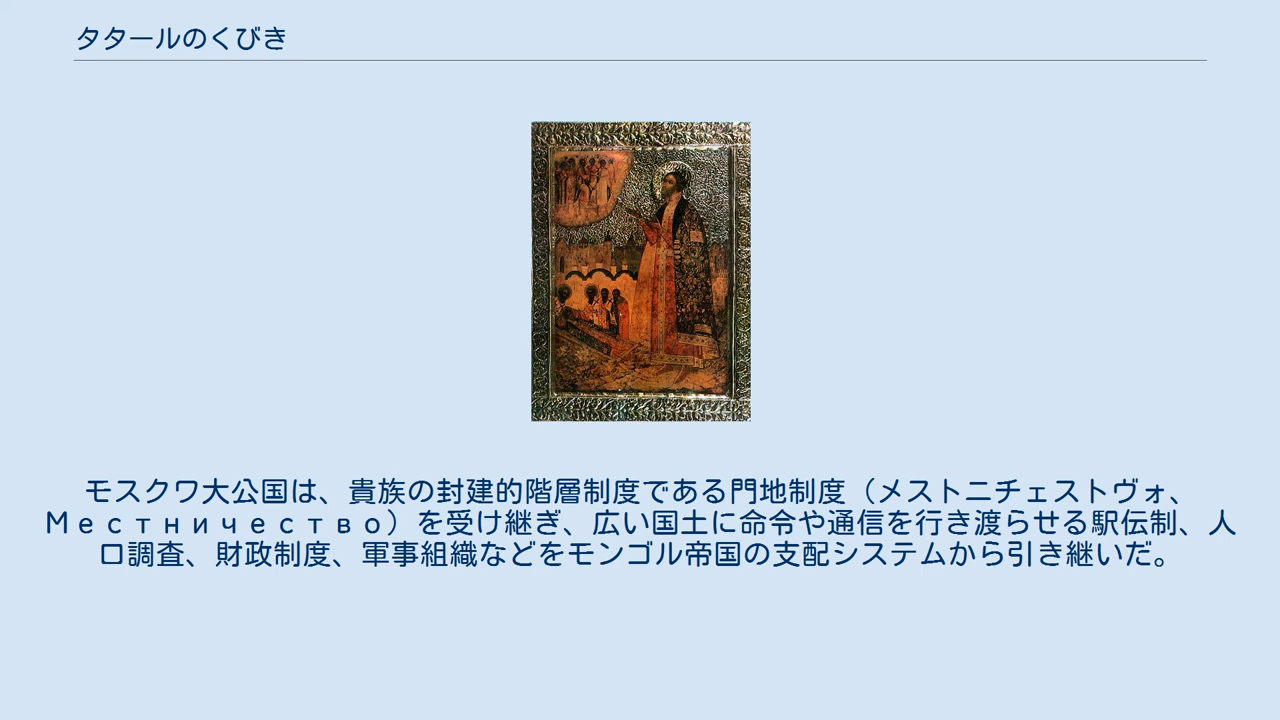 タタールのくびき
モスクワ大公国は、貴族の封建的階層制度である門地制度（メストニチェストヴォ、
Местничество）を受け継ぎ、広い国土に命令や通信を行き渡らせる駅伝制、人
口調査、財政制度、軍事組織などをモンゴル帝国の支配システムから引き継いだ。